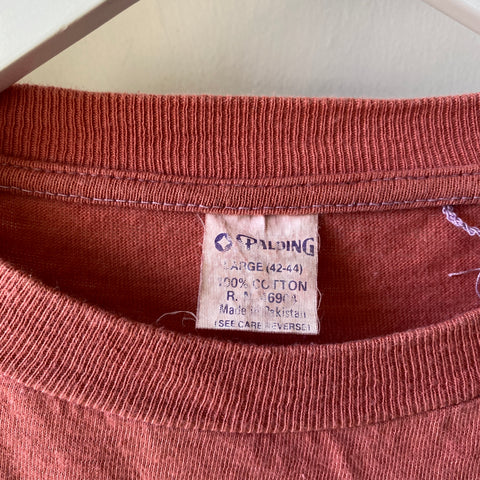 SPALDING
LARGE (42-44)
100% COTTON
R. N.
Made in Pakistan
(SEE CARE REVERSE)